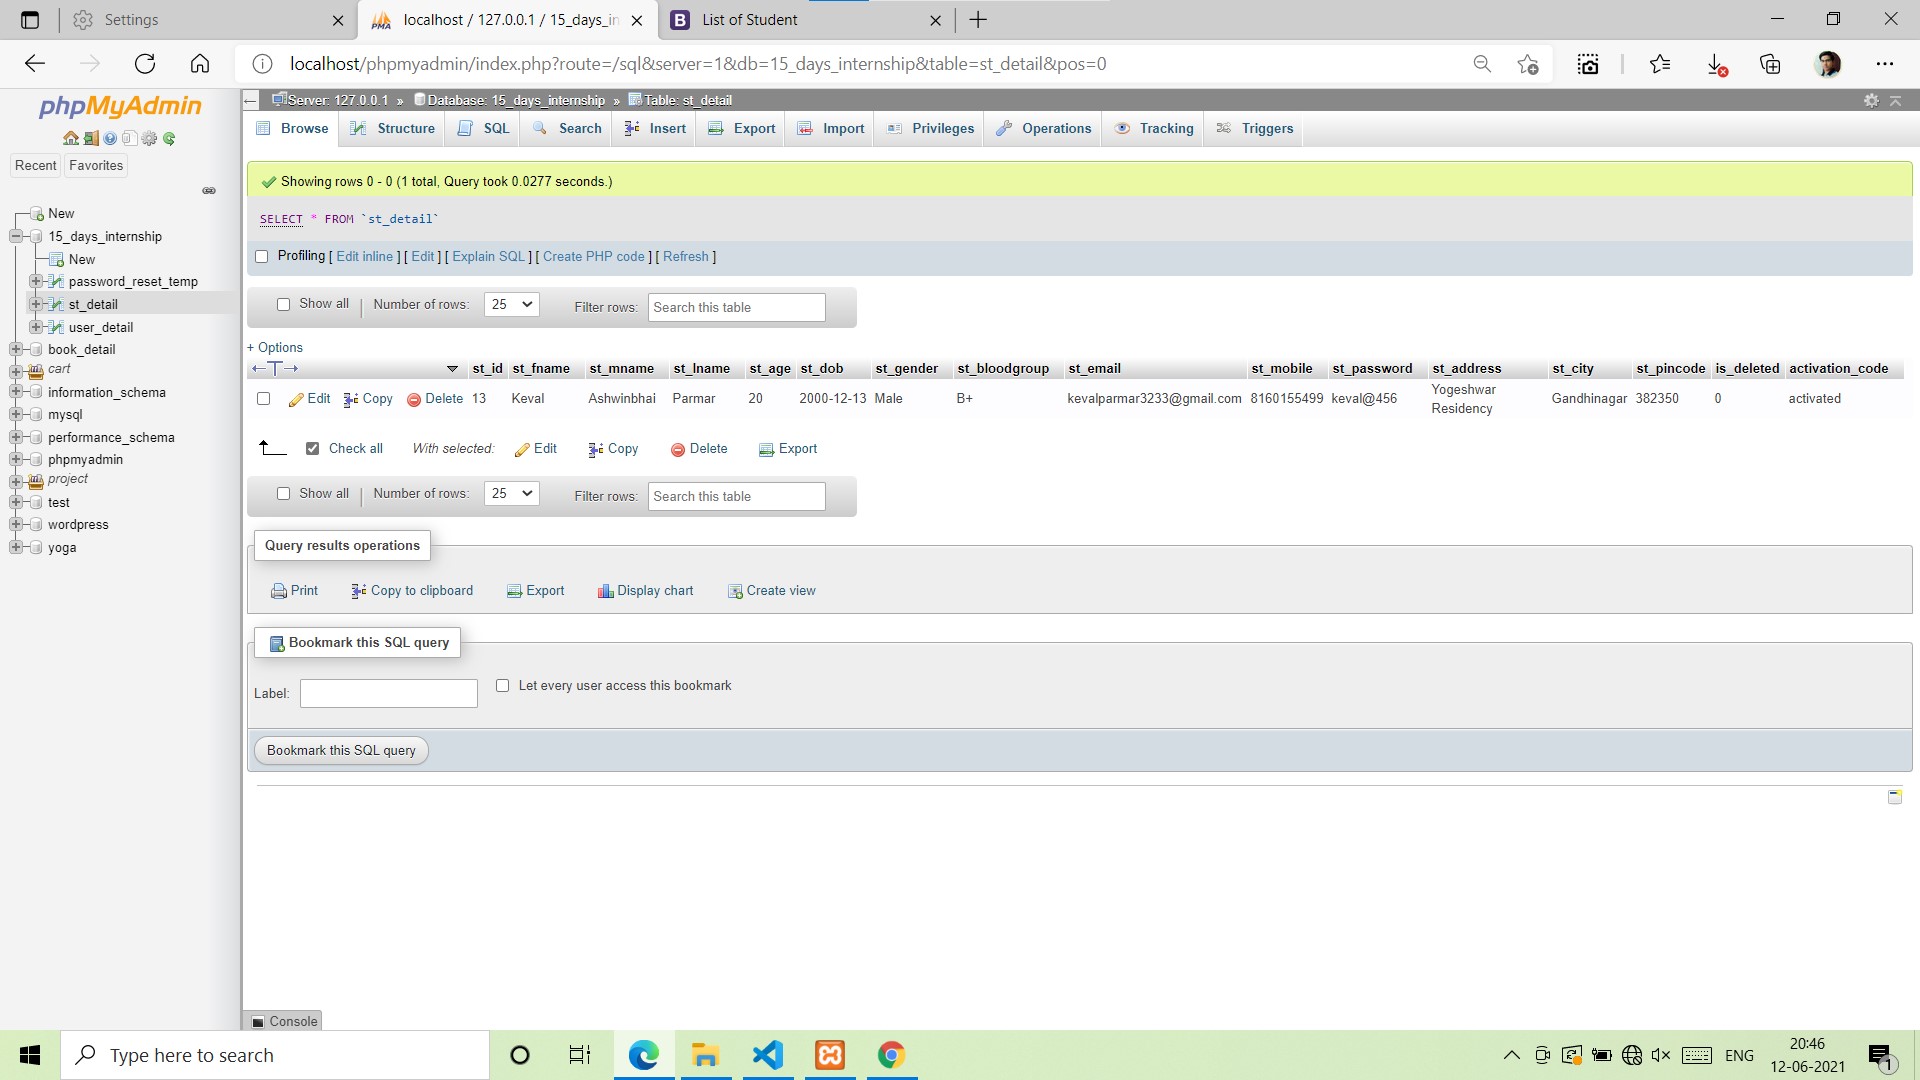 Settings
localhost / 127.0.0.1 / 15_days_in
List of Student
localhost/phpmyadmin/index.php?route=/sql&server=1&db=15_days_internship&table=st_detail&pos=0
phpMyAdmin
Recent
Favorites
New
15_days_internship
New
password_reset_temp
st_detail
user_detail
book_detail
cart
information_schema
mysql
performance_schema
phpmyadmin
project
test
wordpress
yoga
Server: 127.0.0.1 » Database: 15_days_internship » Table: st_detail
Browse Structure SQL Search Insert Export Import Privileges Operations Tracking Triggers
Showing rows 0 - 0 (1 total, Query took 0.0277 seconds.)
SELECT * FROM `st_detail`
Profiling [ Edit inline ] [ Edit ] [ Explain SQL ] [ Create PHP code ] [ Refresh ]
Show all Number of rows: 25 Filter rows: Search this table
+ Options
←T→ st_id st_fname st_mname st_lname st_age st_dob st_gender st_bloodgroup st_email st_mobile st_password st_address st_city st_pincode is_deleted activation_code
Edit Copy Delete 13 Keval Ashwinbhai Parmar 20 2000-12-13 Male B+ kevalparmar3233@gmail.com 8160155499 keval@456 Yogeshwar Residency Gandhinagar 382350 0 activated
Check all With selected: Edit Copy Delete Export
Show all Number of rows: 25 Filter rows: Search this table
Query results operations
Print Copy to clipboard Export Display chart Create view
Bookmark this SQL query
Label: Let every user access this bookmark
Bookmark this SQL query
Console
Type here to search
ENG
20:46
12-06-2021
1